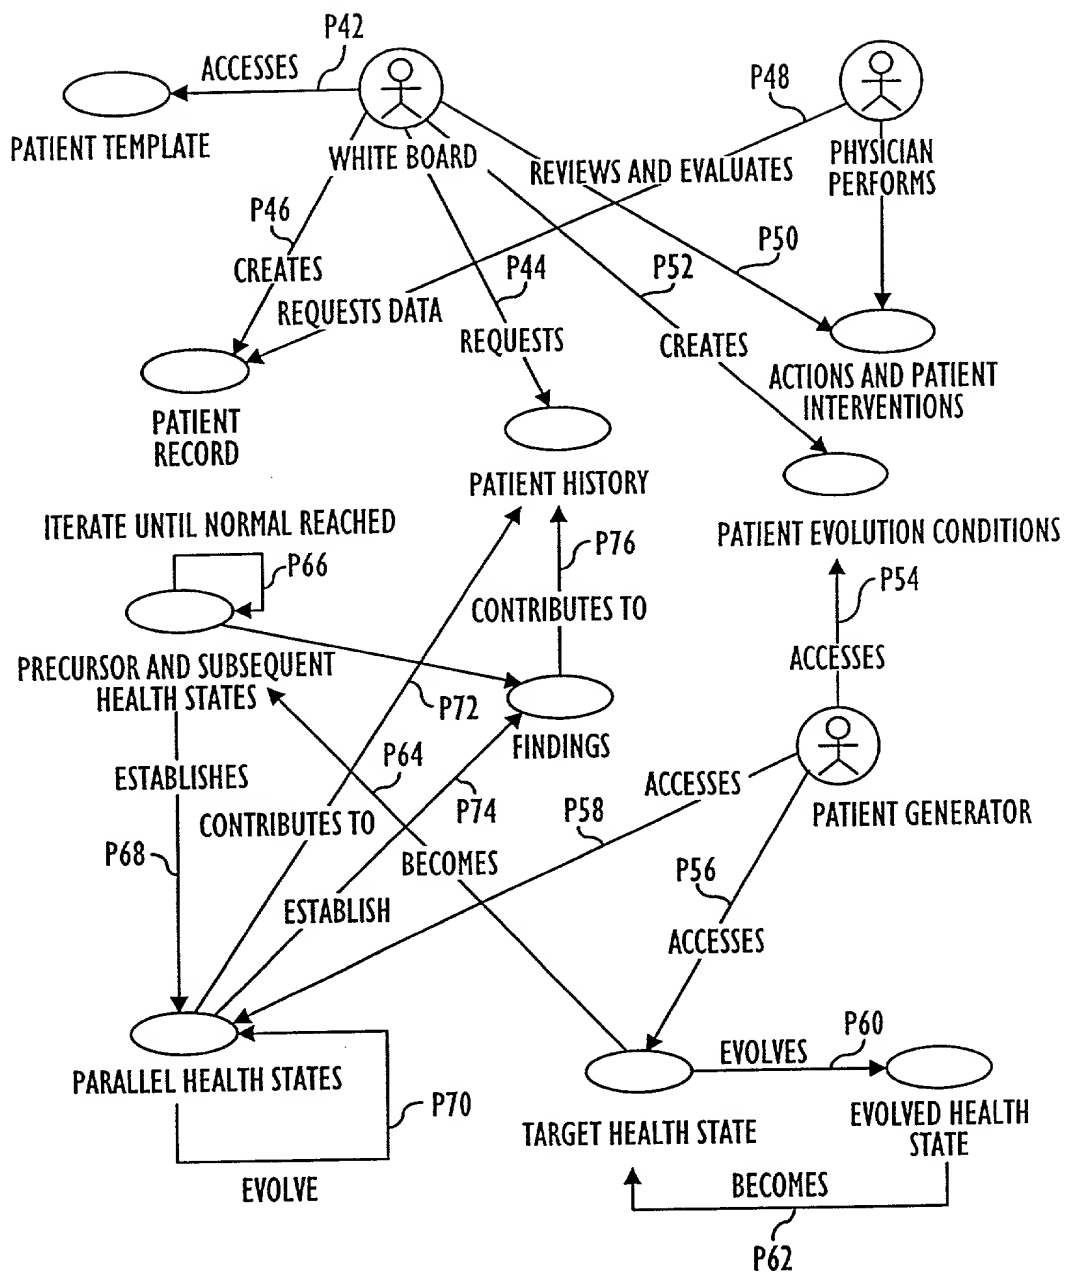 P42
ACCESSES
P48
PATIENT TEMPLATE
WHITE BOARD
PHYSICIAN
PERFORMS
REVIEWS AND EVALUATES
P46
P50
P52
P44
CREATES
REQUESTS DATA
REQUESTS
CREATES
ACTIONS AND PATIENT
INTERVENTIONS
PATIENT
RECORD
PATIENT HISTORY
ITERATE UNTIL NORMAL REACHED
PATIENT EVOLUTION CONDITIONS
P76
P66
P54
CONTRIBUTES TO
PRECURSOR AND SUBSEQUENT
HEALTH STATES
ACCESSES
P72
FINDINGS
P64
ESTABLISHES
ACCESSES
P74
P58
PATIENT GENERATOR
CONTRIBUTES TO
P68
BECOMES
P56
ESTABLISH
ACCESSES
P60
EVOLVES
PARALLEL HEALTH STATES
P70
EVOLVED HEALTH
STATE
TARGET HEALTH STATE
EVOLVE
BECOMES
P62